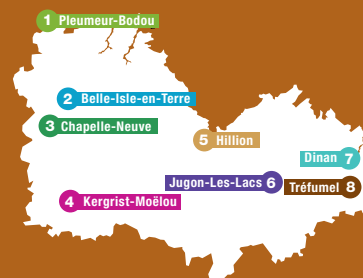 1 Pleumeur-Bodou
2 Belle-Isle-en-Terre
3 Chapelle-Neuve
5 Hillion
Dinan 7
Jugon-Les-Lacs 6
Tréfumel 8
4 Kergrist-Moëlou